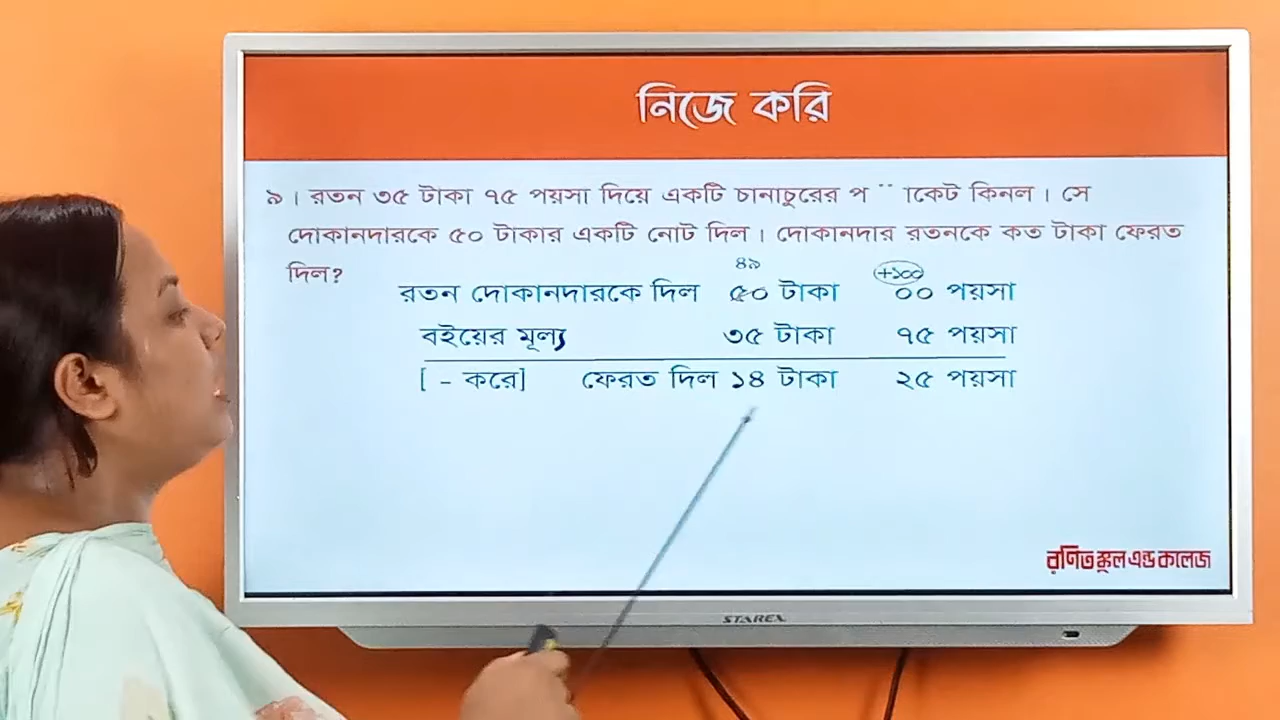 নিজে করি
৯। রতন ৩৫ টাকা ৭৫ পয়সা দিয়ে একটি চানাচুরের প ¨াকেট কিনল। সে
দোকানদারকে ৫০ টাকার একটি নোট দিল। দোকানদার রতনকে কত টাকা ফেরত
দিল?
৪৯ +১০০
রতন দোকানদারকে দিল ৫০ টাকা ০০ পয়সা
বইয়ের মূল্য ৩৫ টাকা ৭৫ পয়সা
[ - করে] ফেরত দিল ১৪ টাকা ২৫ পয়সা
রণিত স্কুল এন্ড কলেজ
STAREX